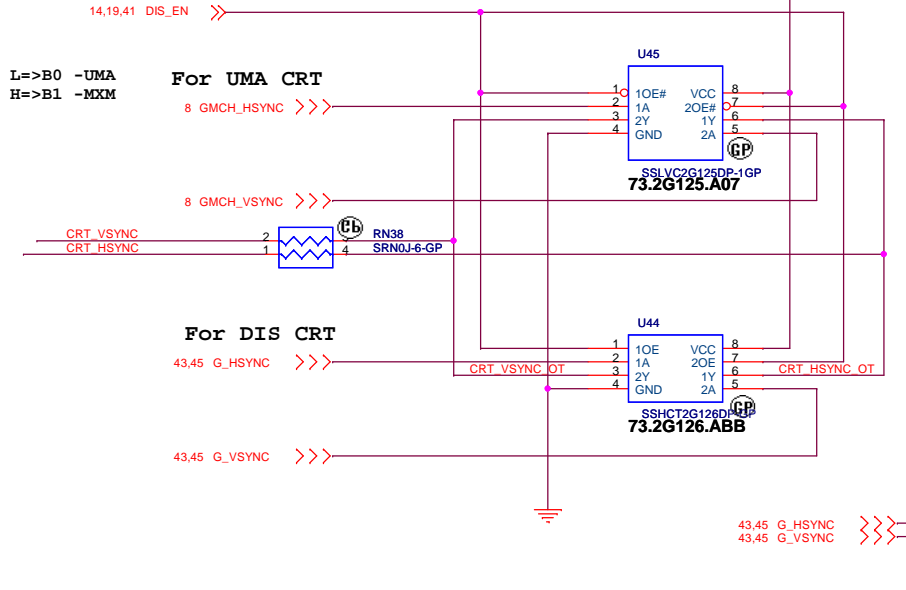 14,19,41 DIS_EN
L=>B0 -UMA
H=>B1 -MXM
For UMA CRT
8 GMCH_HSYNC
U45
1 1OE# VCC 8
2 1A 2OE# 7
3 2Y 1Y 6
4 GND 2A 5
GP
SSLVC2G125DP-1GP
73.2G125.A07
8 GMCH_VSYNC
CRT_VSYNC 2
CRT_HSYNC 1
4
RN38
SRN0J-6-GP
For DIS CRT
43,45 G_HSYNC
U44
1 1OE VCC 8
2 1A 2OE 7
CRT_VSYNC_OT 3 2Y 1Y 6 CRT_HSYNC_OT
4 GND 2A 5
GP
73.2G126.ABB
43,45 G_VSYNC
43,45 G_HSYNC
43,45 G_VSYNC